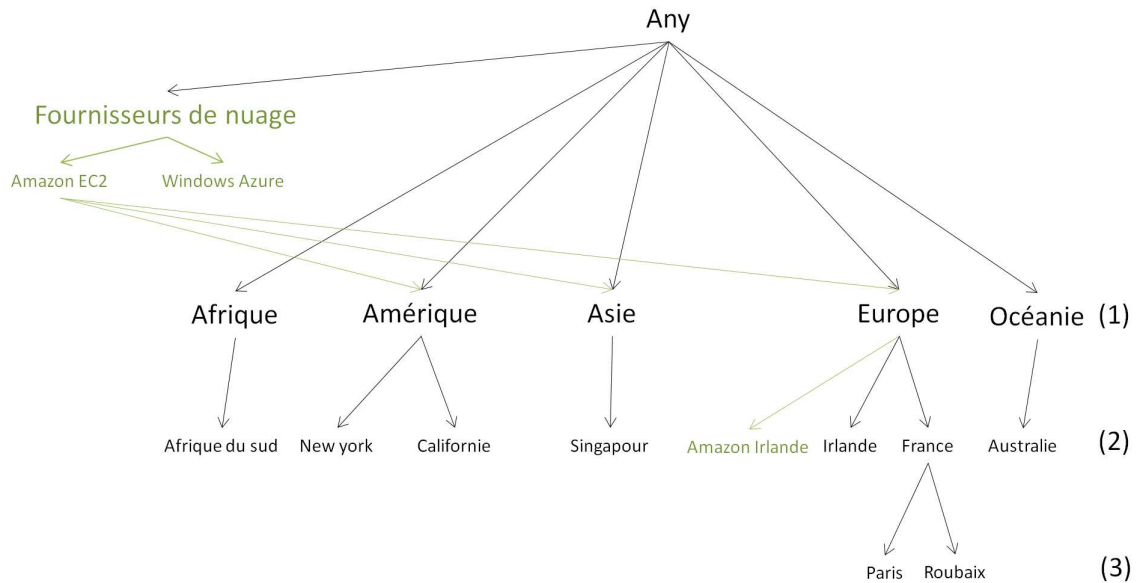 Any
Fournisseurs de nuage
Amazon EC2 Windows Azure
Afrique Amérique Asie Europe Océanie (1)
Afrique du sud New york Californie Singapour Amazon Irlande Irlande France Australie (2)
Paris Roubaix (3)